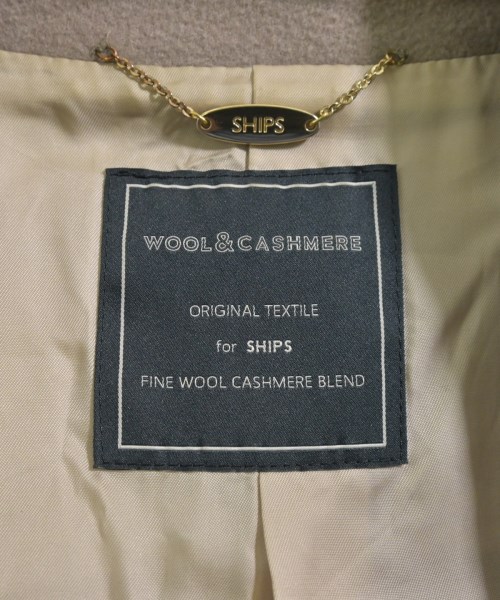 SHIPS
WOOL&CASHMERE
ORIGINAL TEXTILE
for SHIPS
FINE WOOL CASHMERE BLEND